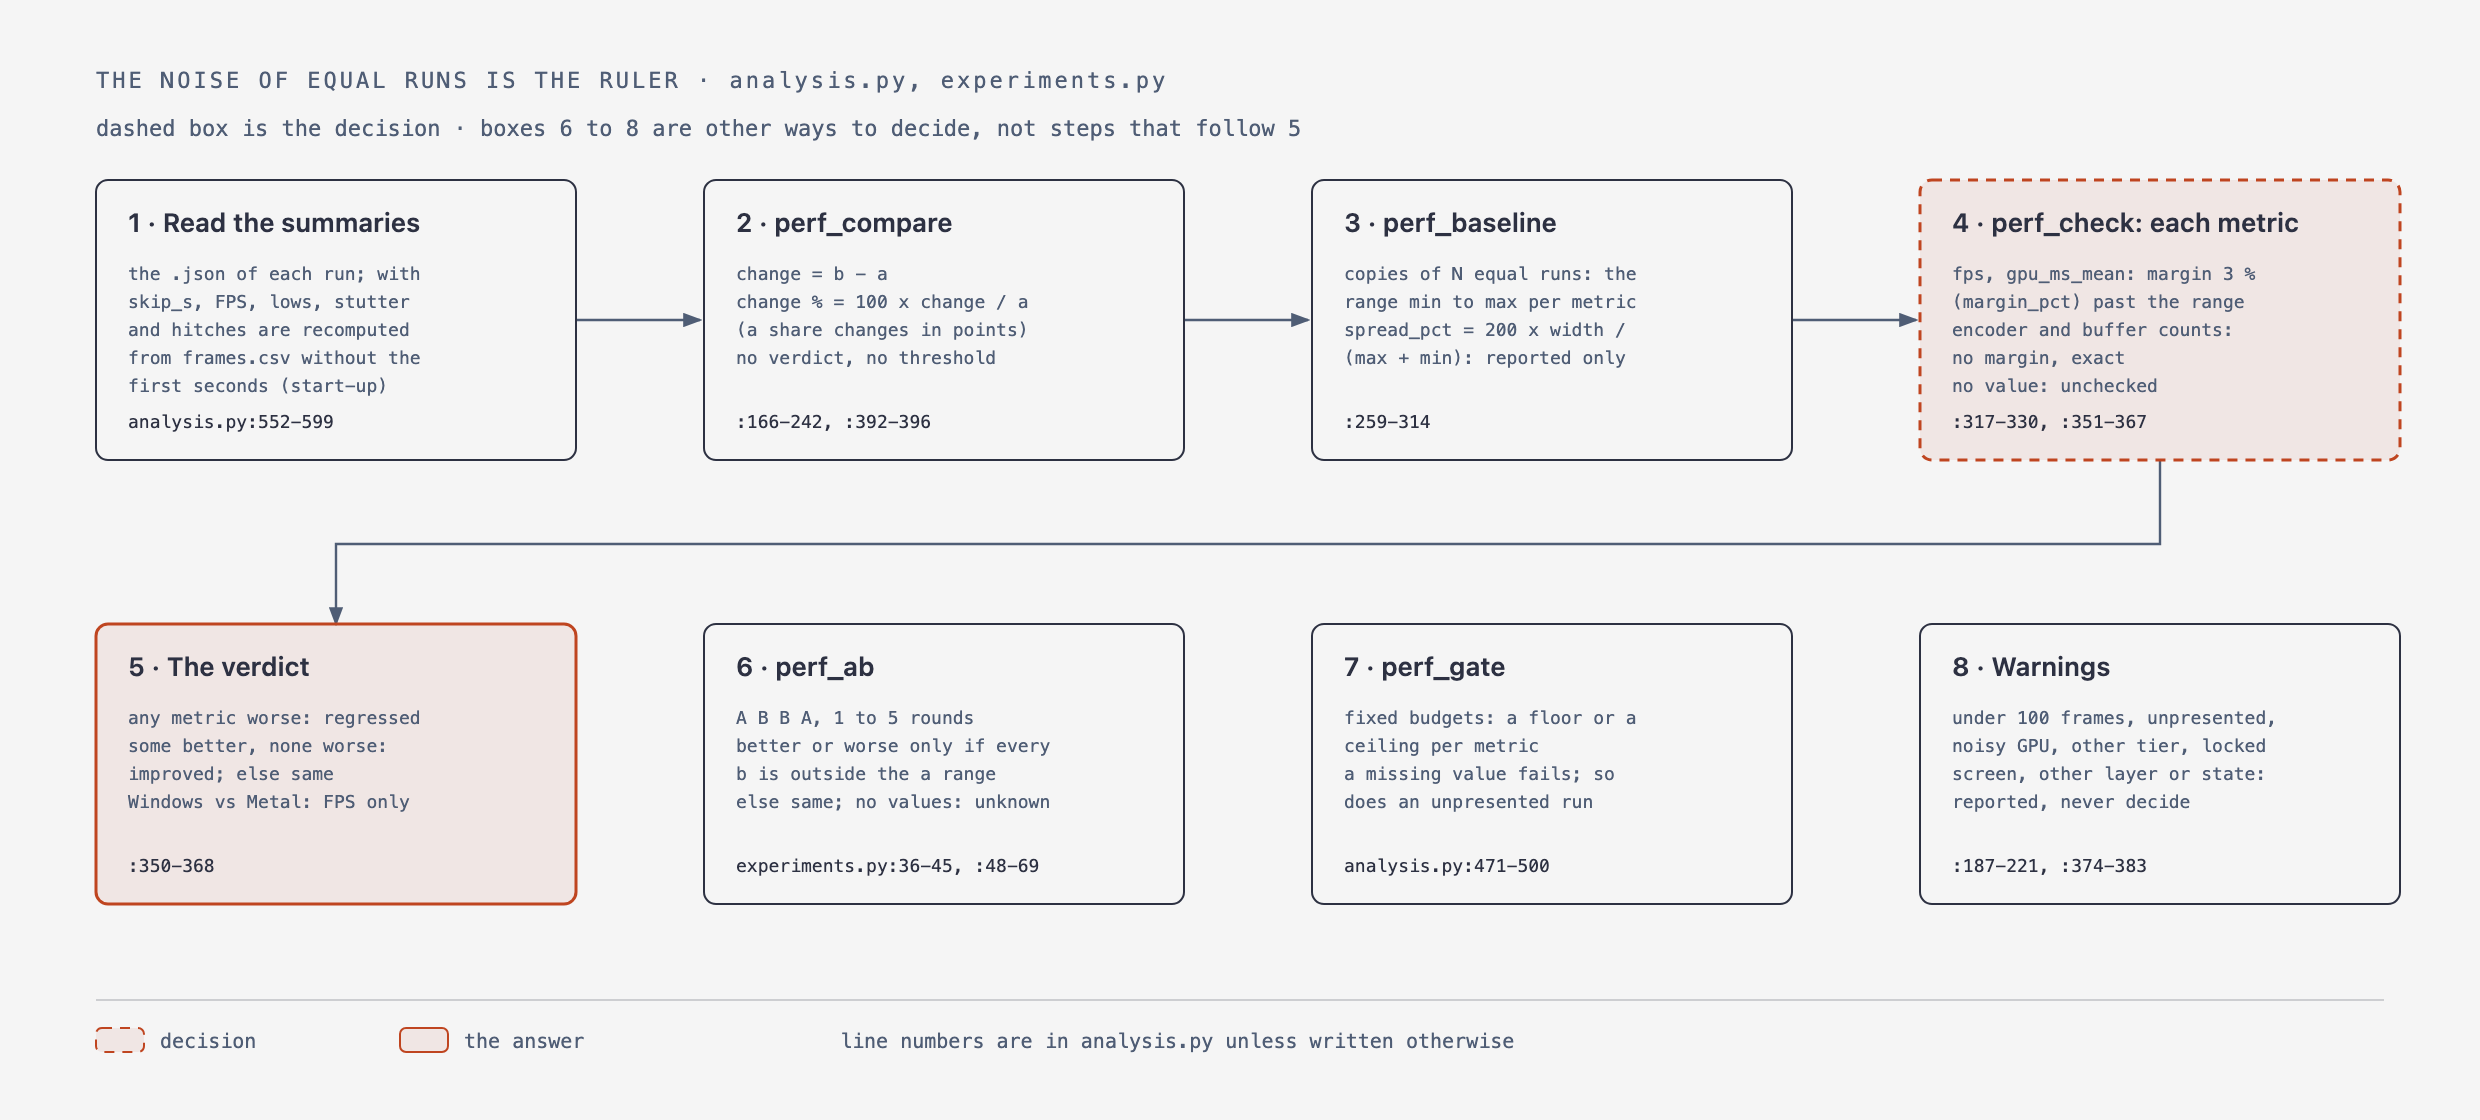 THE NOISE OF EQUAL RUNS IS THE RULER · analysis.py, experiments.py
dashed box is the decision · boxes 6 to 8 are other ways to decide, not steps that follow 5
1 · Read the summaries
the .json of each run; with
skip_s, FPS, lows, stutter
and hitches are recomputed
from frames.csv without the
first seconds (start-up)
analysis.py:552–599
2 · perf_compare
change = b − a
change % = 100 x change / a
(a share changes in points)
no verdict, no threshold
:166–242, :392–396
3 · perf_baseline
copies of N equal runs: the
range min to max per metric
spread_pct = 200 x width /
(max + min): reported only
:259–314
4 · perf_check: each metric
fps, gpu_ms_mean: margin 3 %
(margin_pct) past the range
encoder and buffer counts:
no margin, exact
no value: unchecked
:317–330, :351–367
5 · The verdict
any metric worse: regressed
some better, none worse:
improved; else same
Windows vs Metal: FPS only
:350–368
6 · perf_ab
A B B A, 1 to 5 rounds
better or worse only if every
b is outside the a range
else same; no values: unknown
experiments.py:36–45, :48–69
7 · perf_gate
fixed budgets: a floor or a
ceiling per metric
a missing value fails; so
does an unpresented run
analysis.py:471–500
8 · Warnings
under 100 frames, unpresented,
noisy GPU, other tier, locked
screen, other layer or state:
reported, never decide
:187–221, :374–383
decision
the answer
line numbers are in analysis.py unless written otherwise